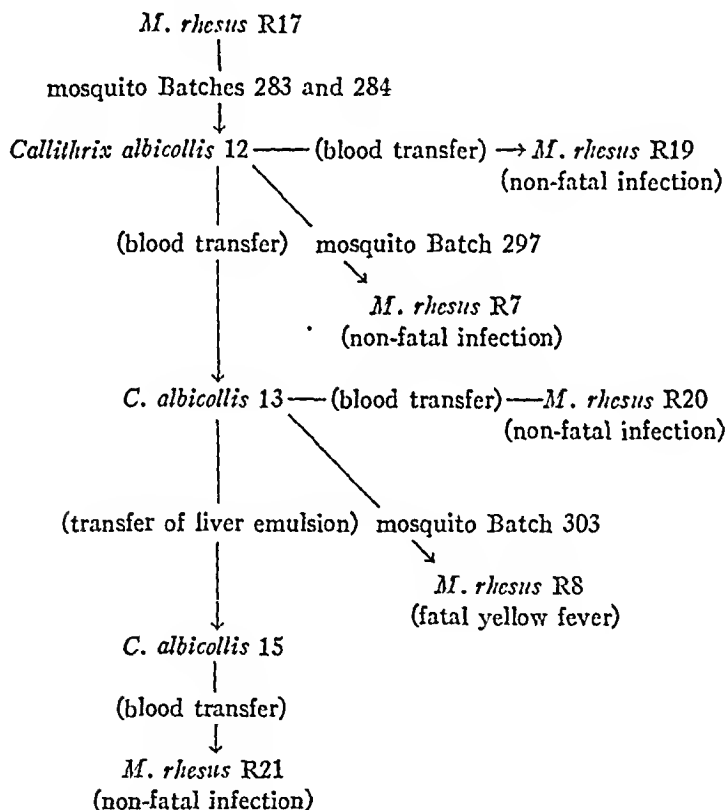 M. rhesus R17
mosquito Batches 283 and 284
Callithrix albicollis 12 — (blood transfer) → M. rhesus R19
(non-fatal infection)
(blood transfer) mosquito Batch 297
M. rhesus R7
(non-fatal infection)
C. albicollis 13 — (blood transfer) — M. rhesus R20
(non-fatal infection)
(transfer of liver emulsion) mosquito Batch 303
M. rhesus R8
(fatal yellow fever)
C. albicollis 15
(blood transfer)
M. rhesus R21
(non-fatal infection)